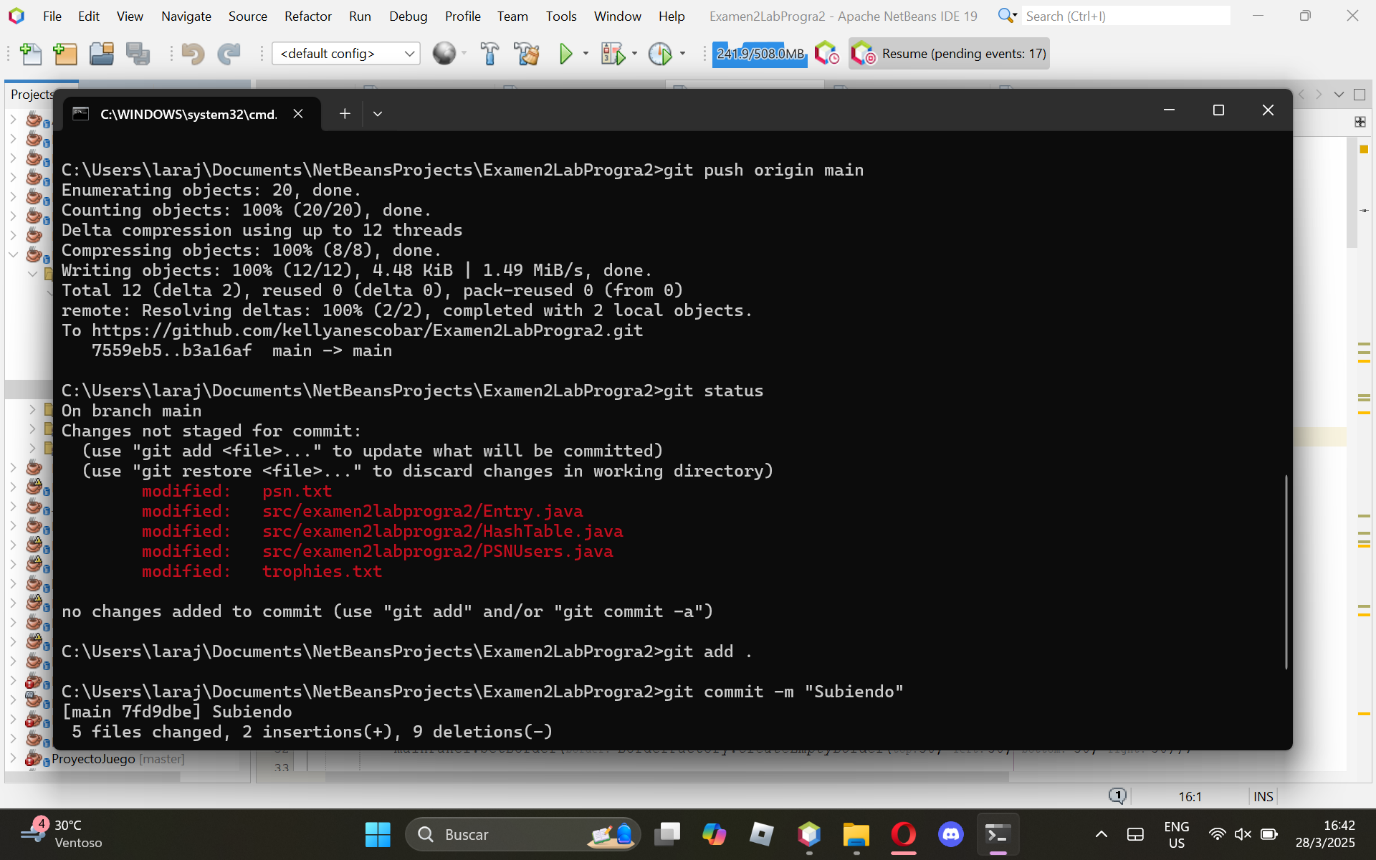 File Edit View Navigate Source Refactor Run Debug Profile Team Tools Window Help Examen2LabProgra2 - Apache NetBeans IDE 19 Search (Ctrl+I)
<default config> 241.9/508.0MB Resume (pending events: 17)
Projects
C:\WINDOWS\system32\cmd.
C:\Users\laraj\Documents\NetBeansProjects\Examen2LabProgra2>git push origin main
Enumerating objects: 20, done.
Counting objects: 100% (20/20), done.
Delta compression using up to 12 threads
Compressing objects: 100% (8/8), done.
Writing objects: 100% (12/12), 4.48 KiB | 1.49 MiB/s, done.
Total 12 (delta 2), reused 0 (delta 0), pack-reused 0 (from 0)
remote: Resolving deltas: 100% (2/2), completed with 2 local objects.
To https://github.com/kellyanescobar/Examen2LabProgra2.git
7559eb5..b3a16af main -> main
C:\Users\laraj\Documents\NetBeansProjects\Examen2LabProgra2>git status
On branch main
Changes not staged for commit:
(use "git add <file>..." to update what will be committed)
(use "git restore <file>..." to discard changes in working directory)
modified: psn.txt
modified: src/examen2labprogra2/Entry.java
modified: src/examen2labprogra2/HashTable.java
modified: src/examen2labprogra2/PSNUsers.java
modified: trophies.txt
no changes added to commit (use "git add" and/or "git commit -a")
C:\Users\laraj\Documents\NetBeansProjects\Examen2LabProgra2>git add .
C:\Users\laraj\Documents\NetBeansProjects\Examen2LabProgra2>git commit -m "Subiendo"
[main 7fd9dbe] Subiendo
5 files changed, 2 insertions(+), 9 deletions(-)
ProyectoJuego [master]
33
1 16:1 INS
4 30°C
Ventoso
Buscar
ENG
US
16:42
28/3/2025